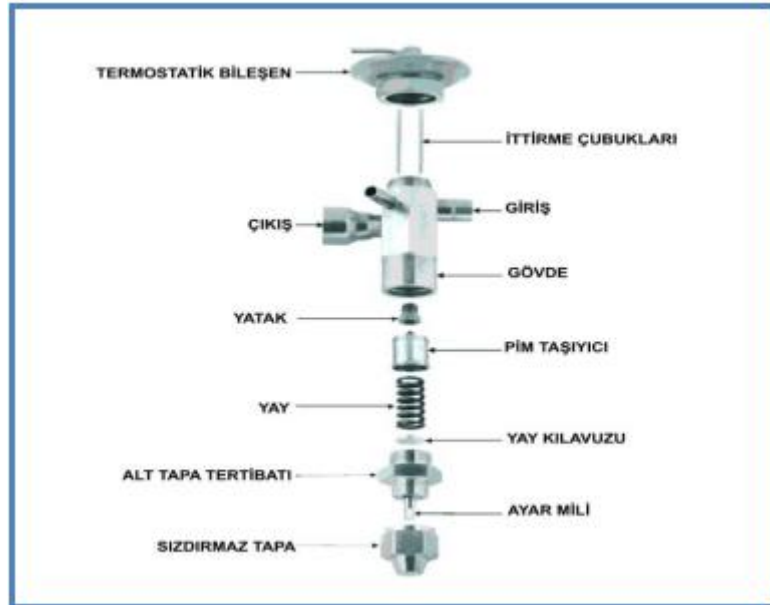 TERMOSTATİK BİLEŞEN
İTTİRME ÇUBUKLARI
GİRİŞ
ÇIKIŞ
GÖVDE
YATAK
PİM TAŞIYICI
YAY
YAY KILAVUZU
ALT TAPA TERTİBATI
AYAR MİLİ
SIZDIRMAZ TAPA